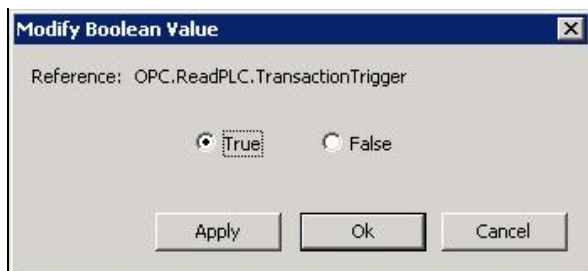 Modify Boolean Value
Reference: OPC.ReadPLC.TransactionTrigger
True False
Apply Ok Cancel